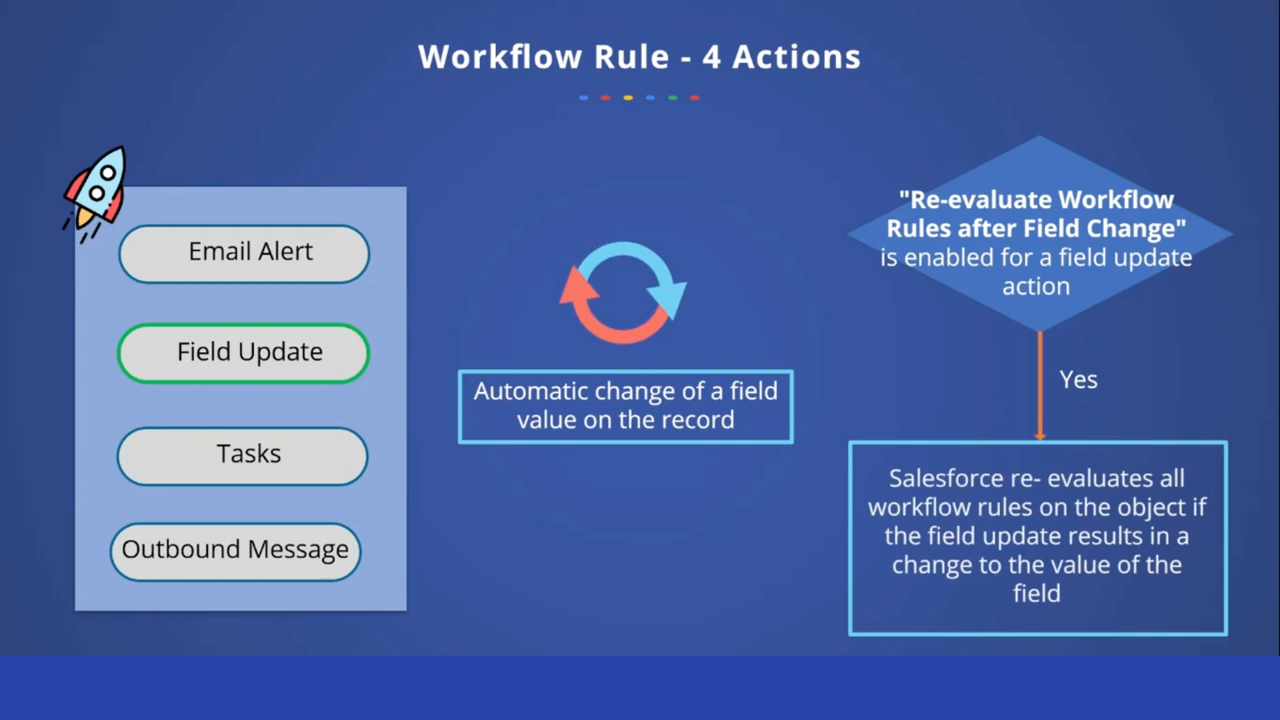 Workflow Rule - 4 Actions
Email Alert
Field Update
Tasks
Outbound Message
Automatic change of a field
value on the record
"Re-evaluate Workflow
Rules after Field Change"
is enabled for a field update
action
Yes
Salesforce re- evaluates all
workflow rules on the object if
the field update results in a
change to the value of the
field